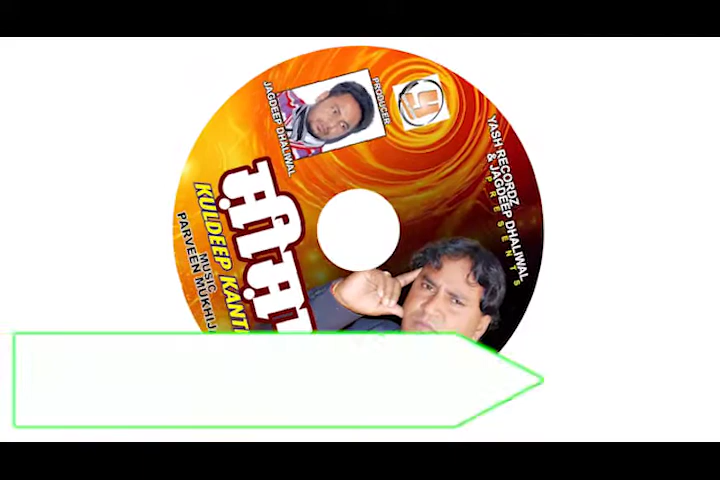 YASH RECORDZ
& JAGDEEP DHALIWAL
PRESENTS
PRODUCER
JAGDEEP DHALIWAL
KULDEEP KANT
MUSIC
PARVEEN MUKHIJ